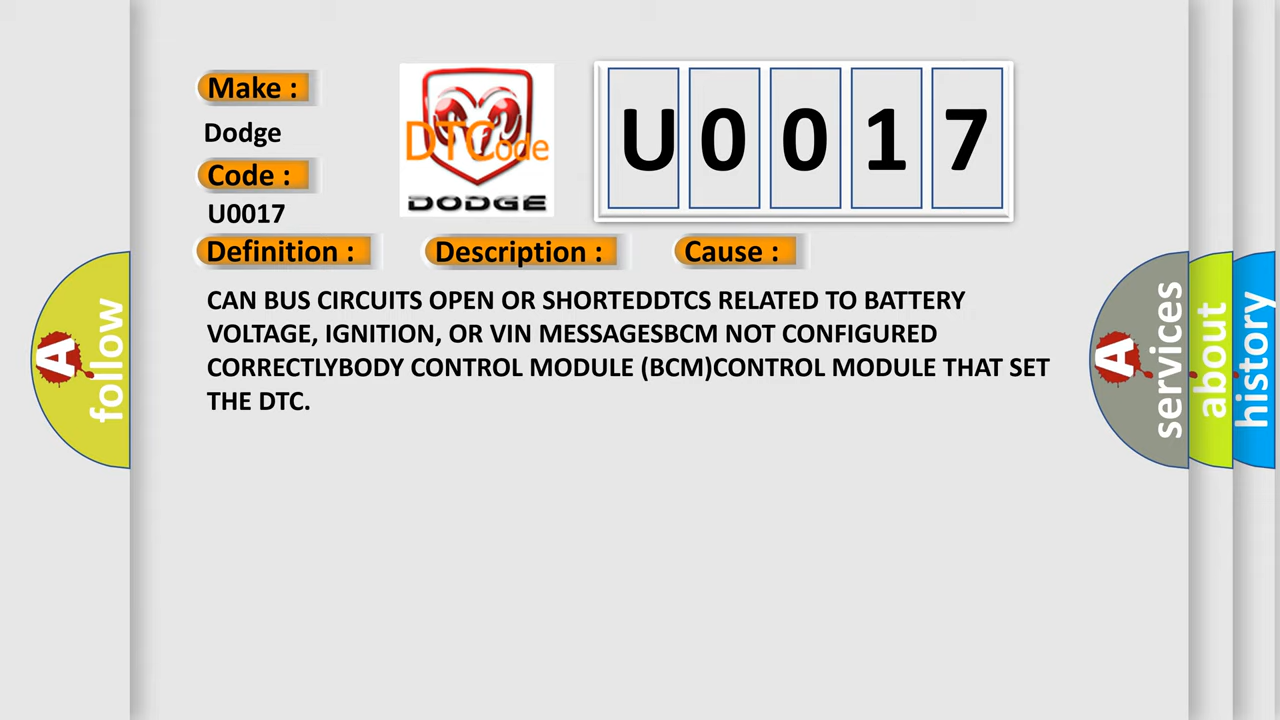 Make :
Dodge
Code :
U0017
DTCode
DODGE
U0017
Definition :
Description :
Cause :
CAN BUS CIRCUITS OPEN OR SHORTEDDTCS RELATED TO BATTERY
VOLTAGE, IGNITION, OR VIN MESSAGESBCM NOT CONFIGURED
CORRECTLYBODY CONTROL MODULE (BCM)CONTROL MODULE THAT SET
THE DTC.
A
follow
A
services
about
history